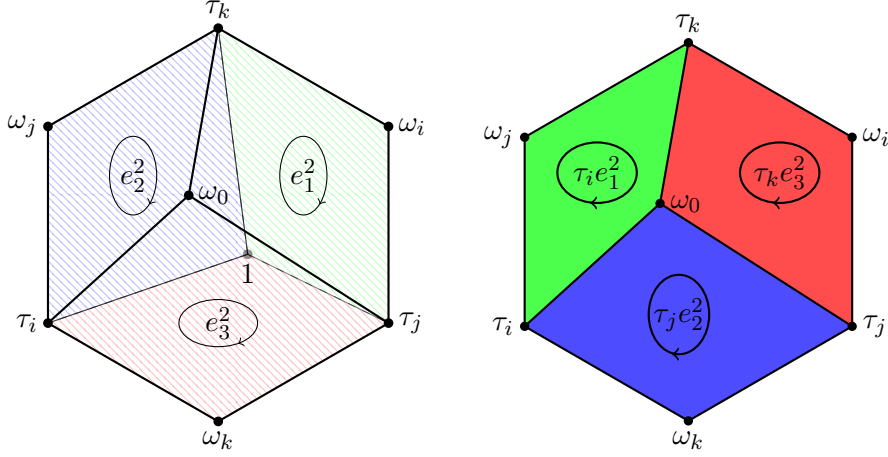 τ_k
ω_j
ω_i
e_2^2
e_1^2
ω_0
1
τ_i
e_3^2
τ_j
ω_k
τ_k
ω_j
ω_i
τ_i e_1^2
τ_k e_3^2
ω_0
τ_i
τ_j e_2^2
τ_j
ω_k